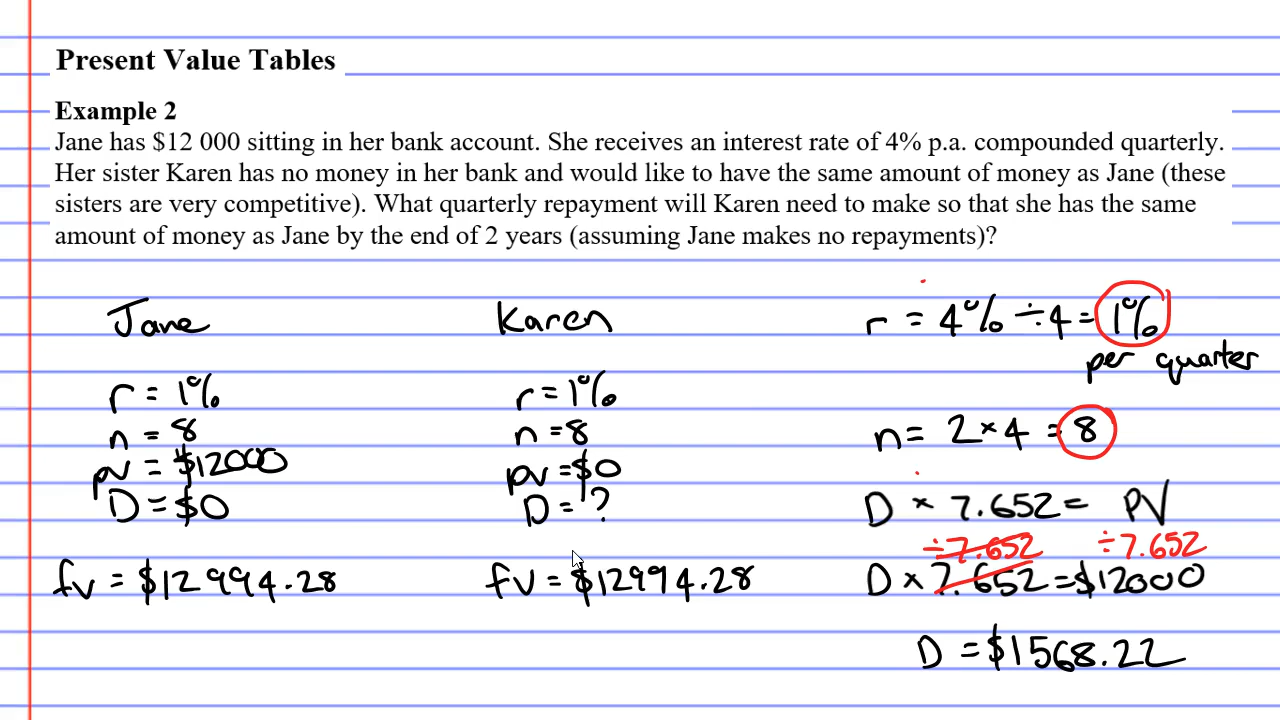 Present Value Tables
Example 2
Jane has $12 000 sitting in her bank account. She receives an interest rate of 4% p.a. compounded quarterly.
Her sister Karen has no money in her bank and would like to have the same amount of money as Jane (these
sisters are very competitive). What quarterly repayment will Karen need to make so that she has the same
amount of money as Jane by the end of 2 years (assuming Jane makes no repayments)?
Jane
r = 1%
n = 8
pv = $12000
D = $0
fv = $12994.28
Karen
r = 1%
n = 8
pv = $0
D = ?
fv = $12994.28
r = 4% ÷ 4 = 1%
per quarter
n = 2 × 4 = 8
D × 7.652 = PV
÷7.652 ÷7.652
D × 7.652 = $12000
D = $1568.22